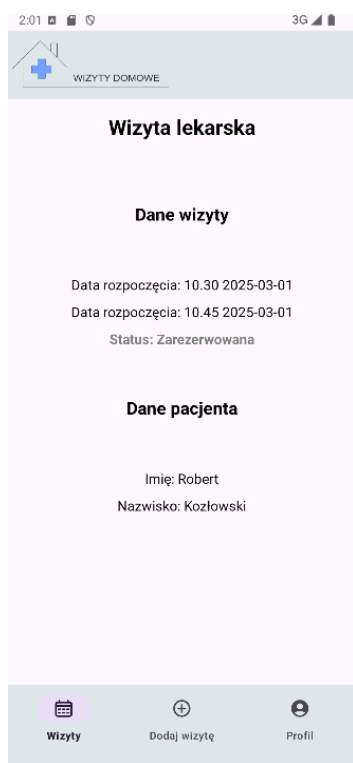 2:01
3G
WIZYTY DOMOWE
Wizyta lekarska
Dane wizyty
Data rozpoczęcia: 10.30 2025-03-01
Data rozpoczęcia: 10.45 2025-03-01
Status: Zarezerwowana
Dane pacjenta
Imię: Robert
Nazwisko: Kozłowski
Wizyty
Dodaj wizytę
Profil